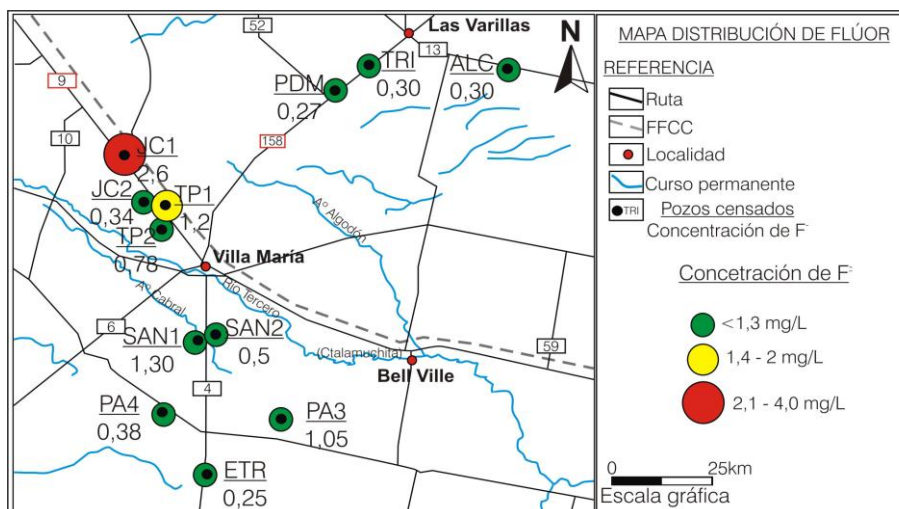 52
Las Varillas
N
13
TRI
ALC
PDM
0,30
0,30
0,27
9
10
158
JC1
2,6
JC2
TP1
0,34
1,2
TP2
0,78
Villa María
Aº Algodón
Aº Cabral
Río Tercero
6
SAN1
SAN2
1,30
0,5
(Ctalamuchita)
59
Bell Ville
4
PA4
PA3
0,38
1,05
ETR
0,25
MAPA DISTRIBUCIÓN DE FLÚOR
REFERENCIA
Ruta
FFCC
Localidad
Curso permanente
TRI Pozos censados
Concentración de F-
Concetración de F-:
<1,3 mg/L
1,4 - 2 mg/L
2,1 - 4,0 mg/L
0 25km
Escala gráfica